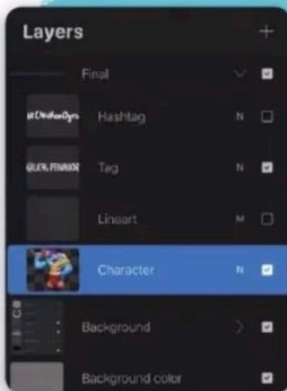 Layers
Final
Hashtag
N
Tag
N
Lineart
M
Character
N
Background
Background color